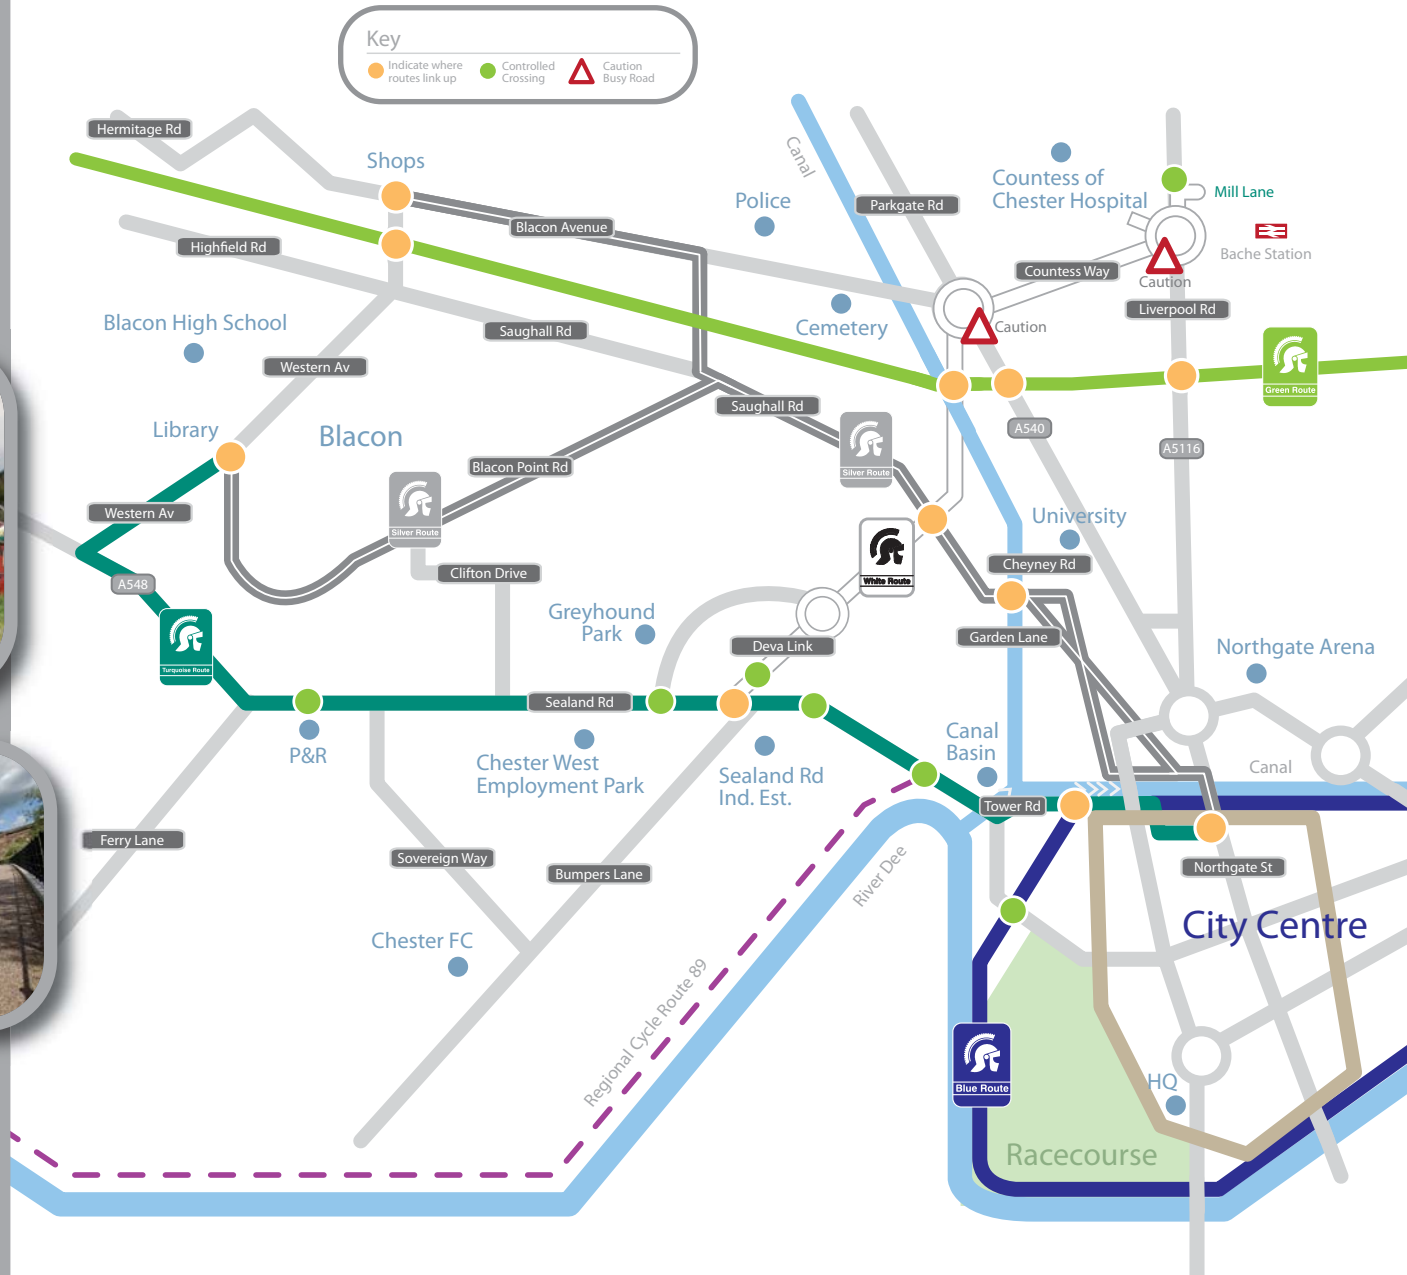 Key
Indicate where
routes link up
Controlled
Crossing
Caution
Busy Road
Hermitage Rd
Shops
Canal
Countess of
Chester Hospital
Mill Lane
Police
Parkgate Rd
Blacon Avenue
Highfield Rd
Bache Station
Countess Way
Caution
Liverpool Rd
Blacon High School
Saughall Rd
Cemetery
Caution
Western Av
Green Route
Saughall Rd
Library
Blacon
A540
A5116
Blacon Point Rd
Silver Route
Western Av
Silver Route
University
Cheyney Rd
White Route
A548
Clifton Drive
Greyhound
Park
Garden Lane
Deva Link
Northgate Arena
Turquoise Route
Sealand Rd
P&R
Chester West
Employment Park
Sealand Rd
Ind. Est.
Canal
Basin
Canal
Tower Rd
Ferry Lane
Sovereign Way
Bumpers Lane
River Dee
Northgate St
City Centre
Chester FC
Regional Cycle Route 89
Blue Route
HQ
Racecourse